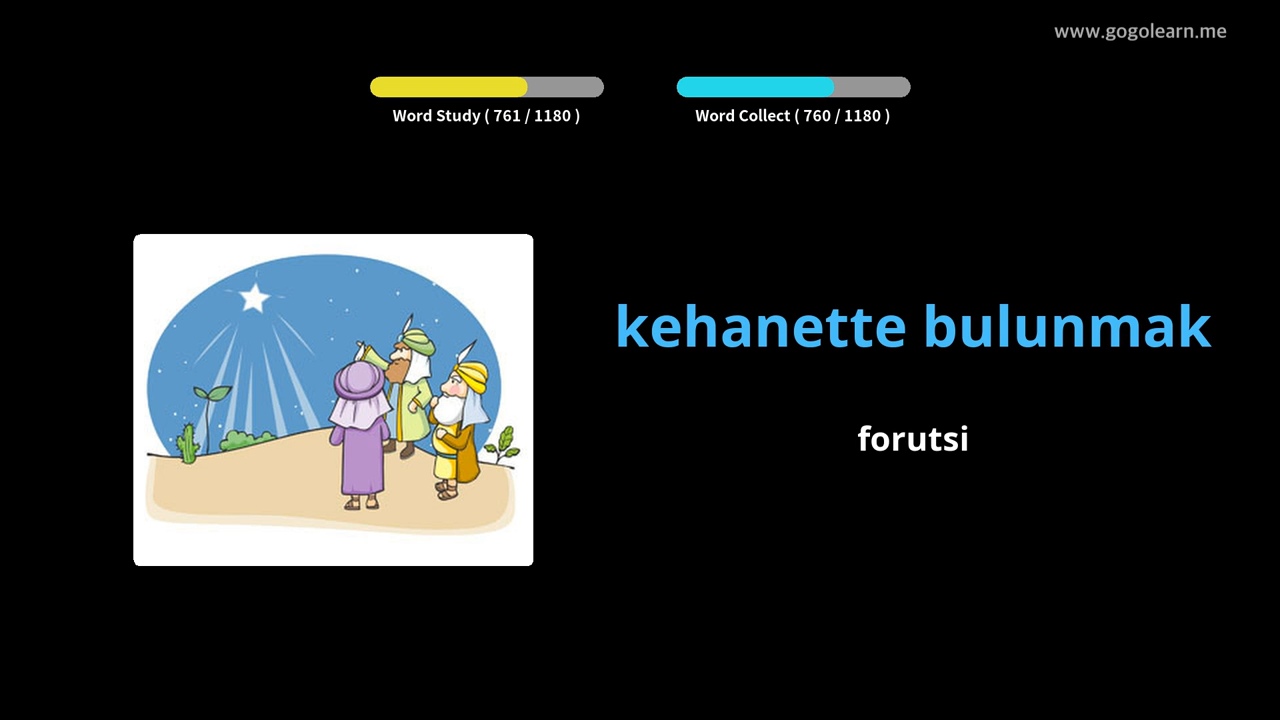 www.gogolearn.me
Word Study ( 761 / 1180 )
Word Collect ( 760 / 1180 )
kehanette bulunmak
forutsi